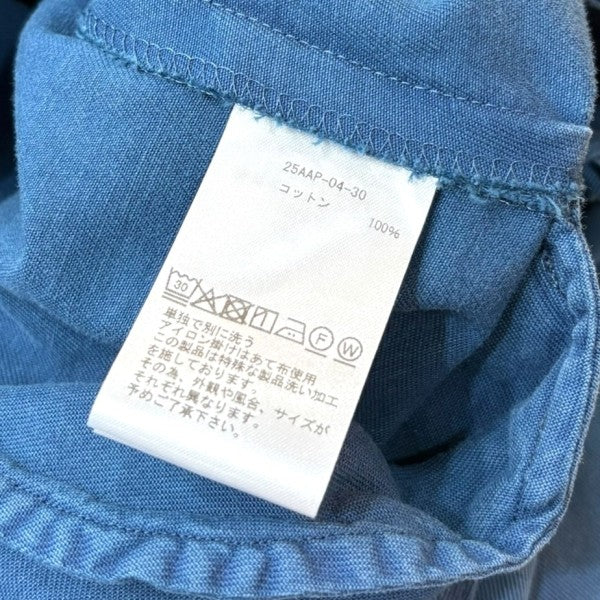 25AAP-04-30
コットン 100%
30 F W
単独で別に洗う
アイロン掛けはあて布使用
この製品は特殊な製品洗い加工
を施しております。
その為、外観や風合、サイズが
それぞれ異なります。
予めご了承下さい。